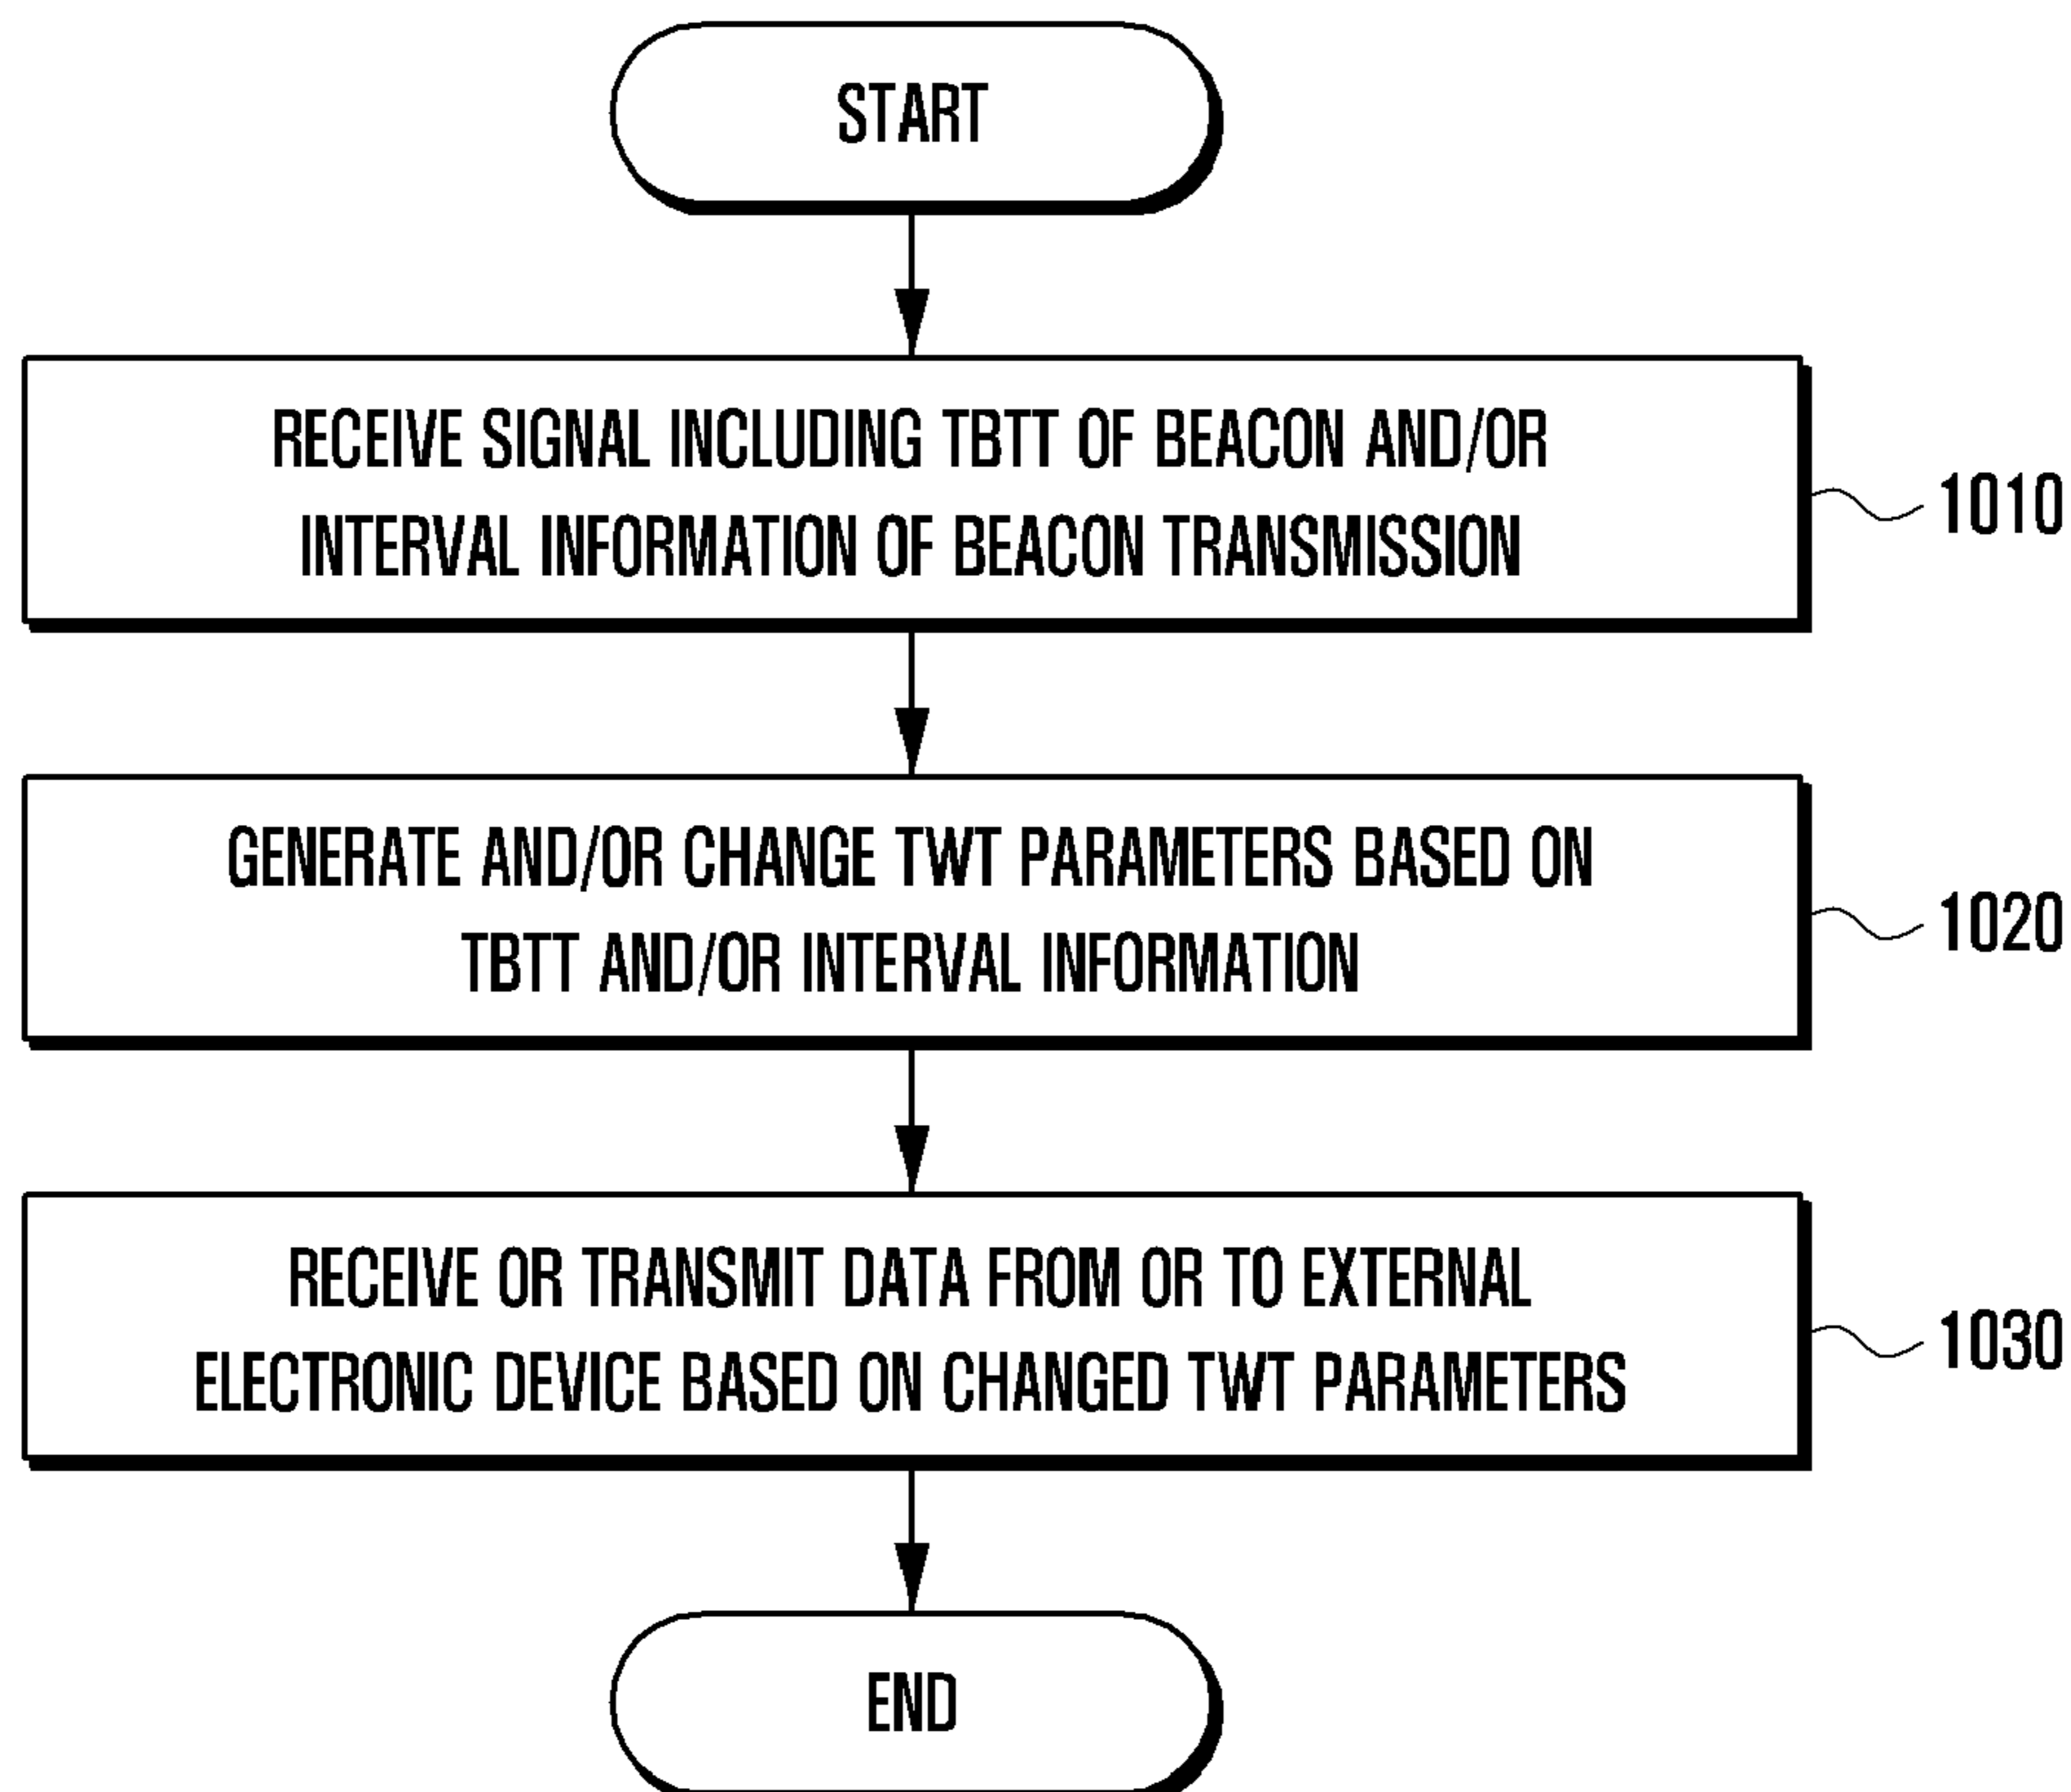 START
RECEIVE SIGNAL INCLUDING TBTT OF BEACON AND/OR
INTERVAL INFORMATION OF BEACON TRANSMISSION
1010
GENERATE AND/OR CHANGE TWT PARAMETERS BASED ON
TBTT AND/OR INTERVAL INFORMATION
1020
RECEIVE OR TRANSMIT DATA FROM OR TO EXTERNAL
ELECTRONIC DEVICE BASED ON CHANGED TWT PARAMETERS
1030
END